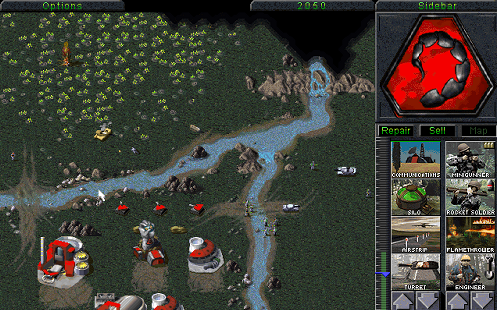 Options
2050
Sidebar
Repair
Sell
Map
COMMUNICATIONS
MINIGUNNER
SILO
ROCKET SOLDIER
AIRSTRIP
FLAMETHROWER
TURRET
ENGINEER